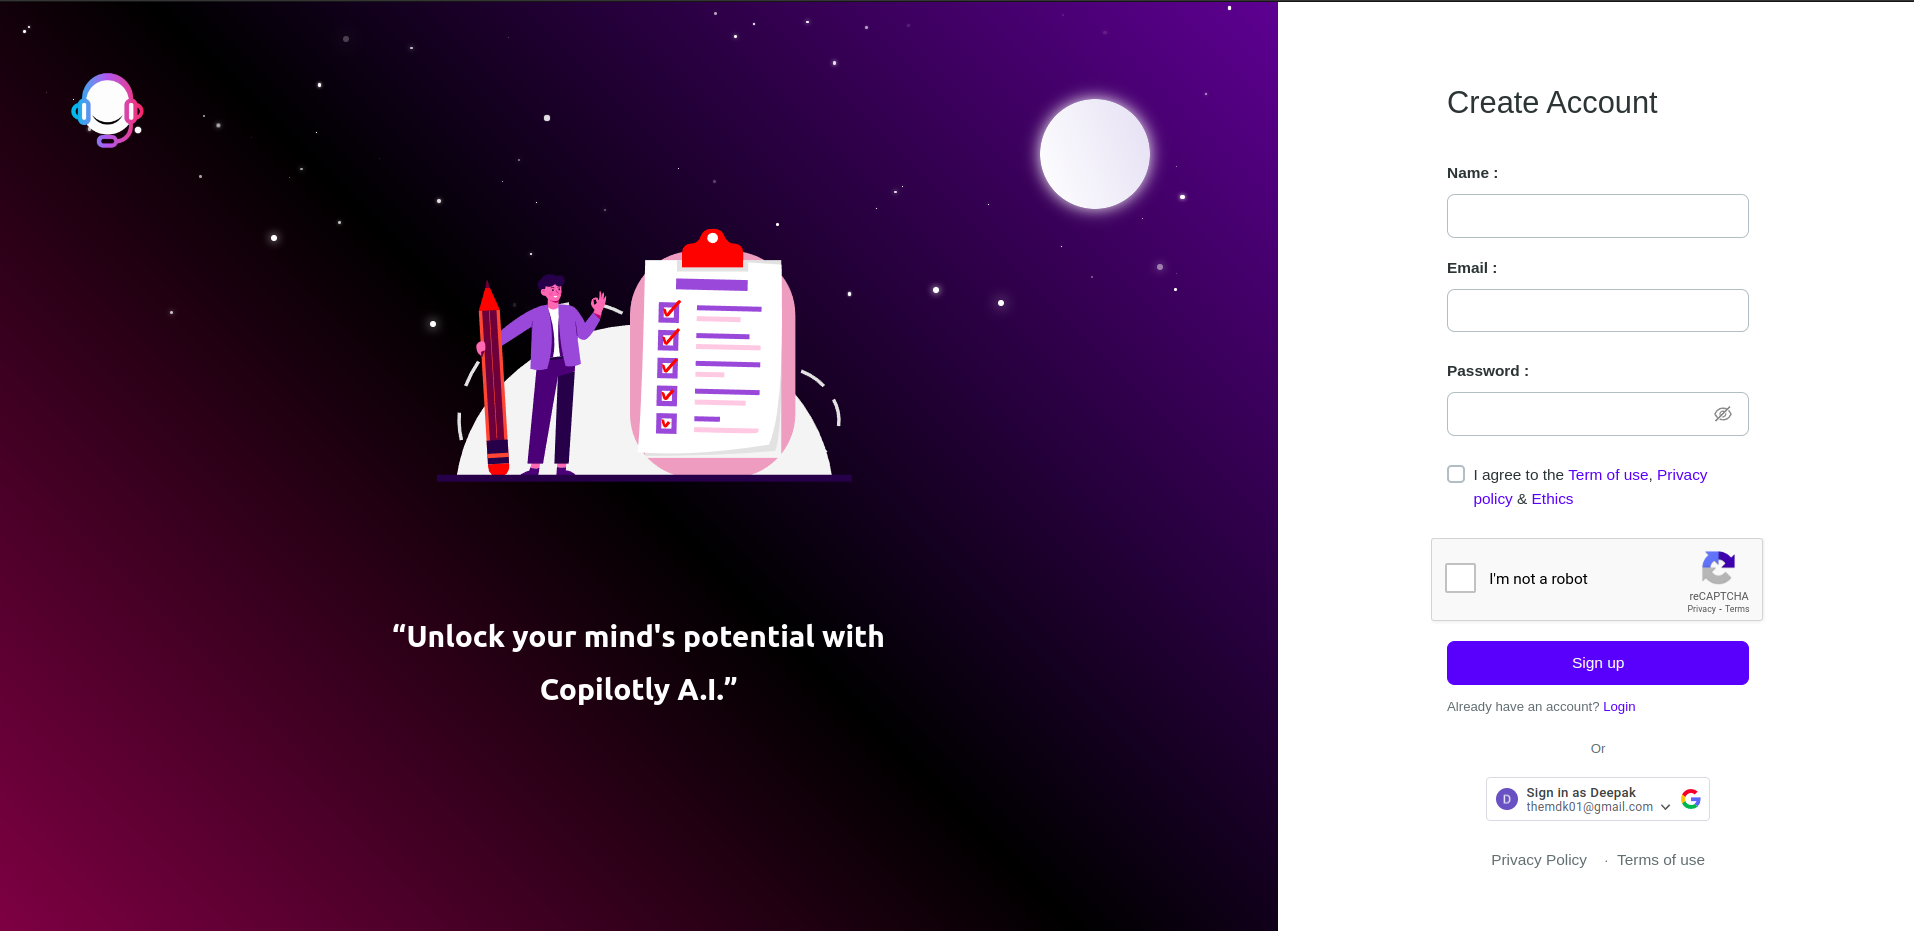 “Unlock your mind's potential with
Copilotly A.I.”
Create Account
Name :
Email :
Password :
I agree to the Term of use, Privacy
policy & Ethics
I'm not a robot
reCAPTCHA
Privacy - Terms
Sign up
Already have an account? Login
Or
D
Sign in as Deepak
themdk01@gmail.com
Privacy Policy · Terms of use